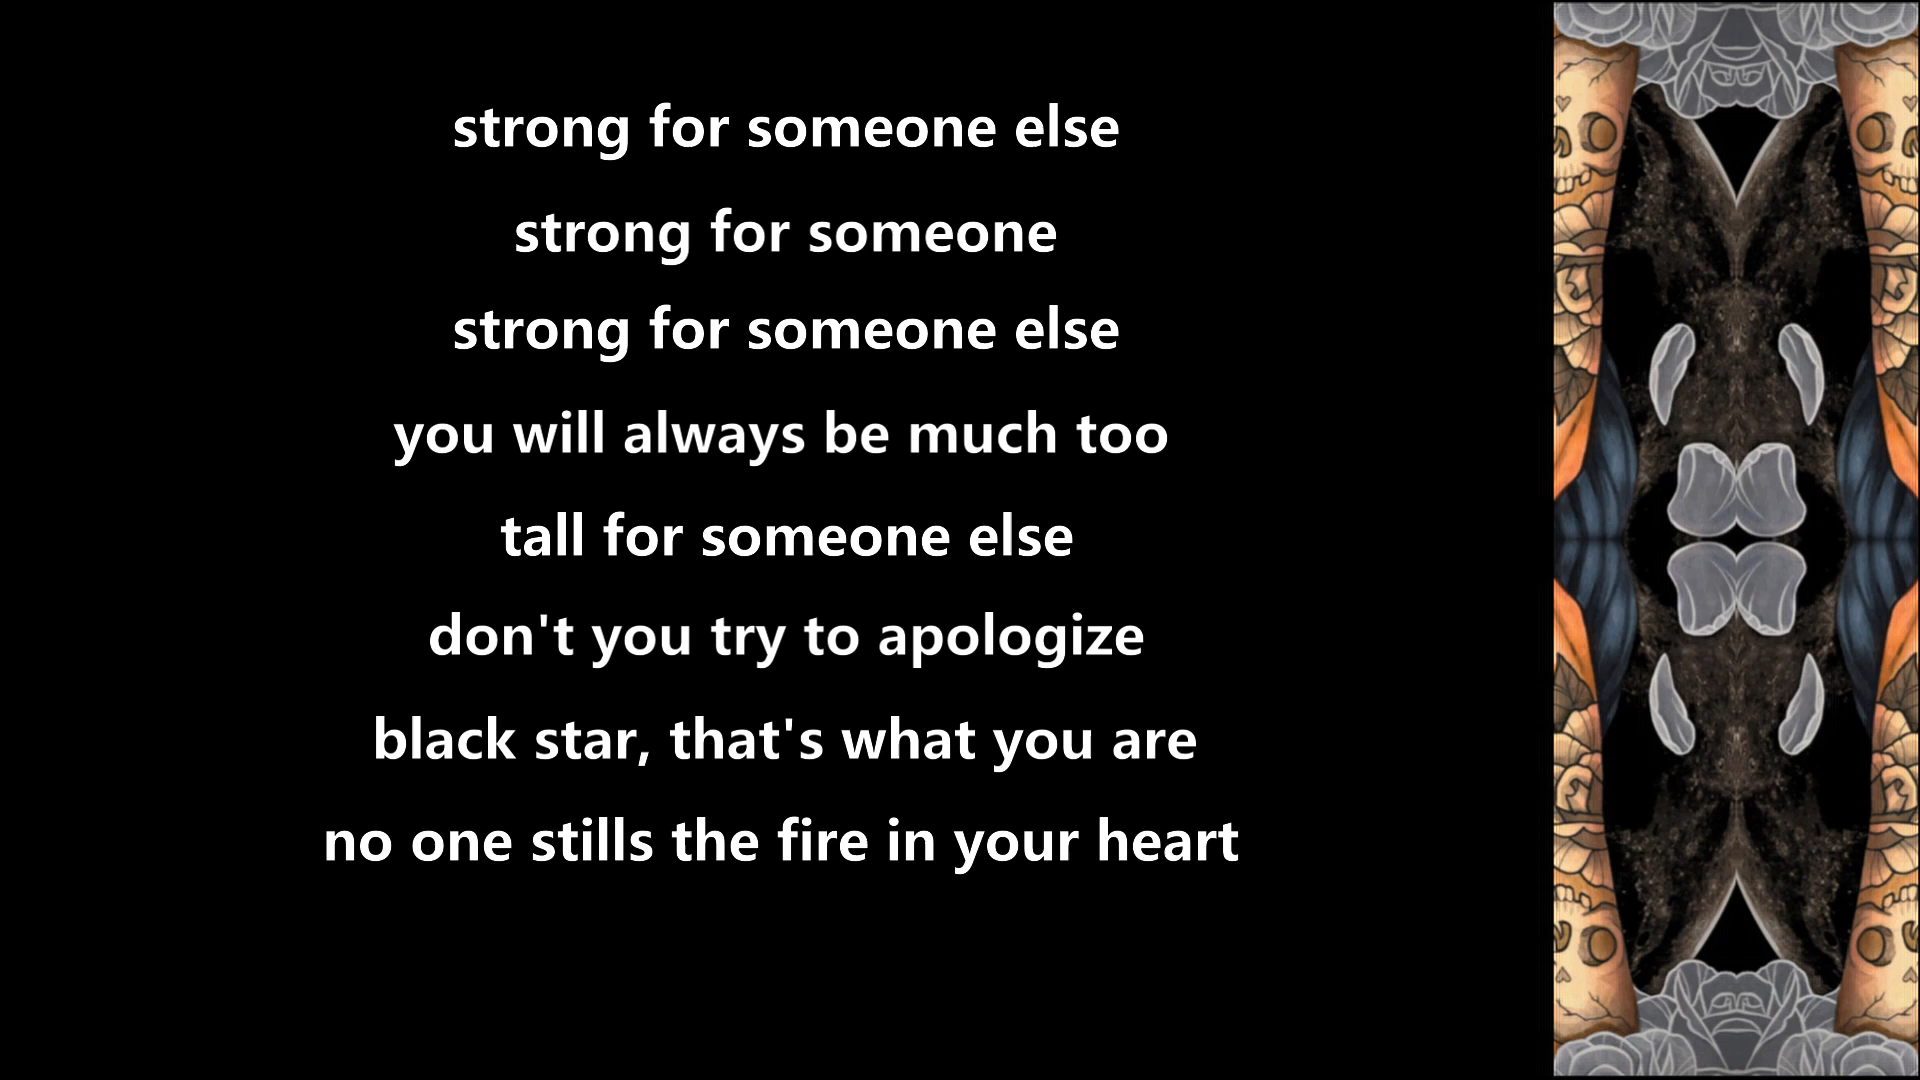 strong for someone else
strong for someone
strong for someone else
you will always be much too
tall for someone else
don't you try to apologize
black star, that's what you are
no one stills the fire in your heart